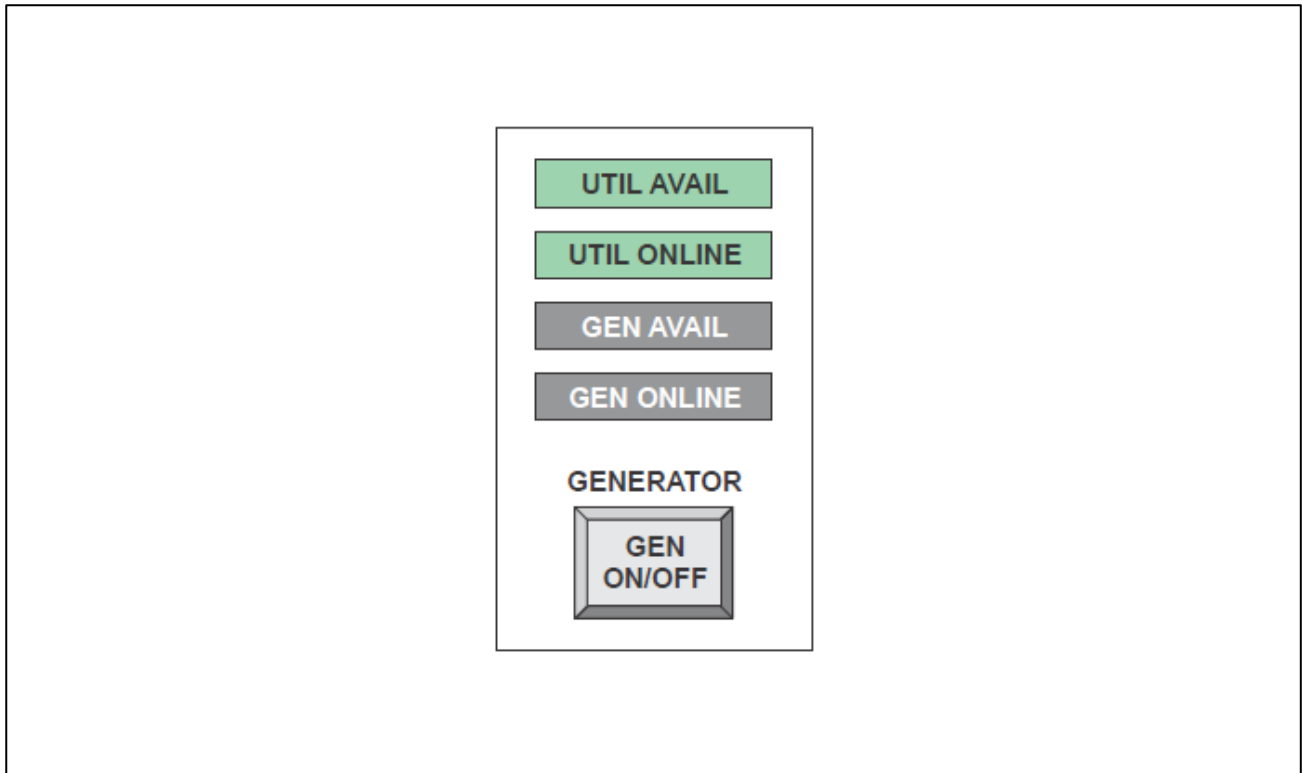 UTIL AVAIL
UTIL ONLINE
GEN AVAIL
GEN ONLINE
GENERATOR
GEN
ON/OFF